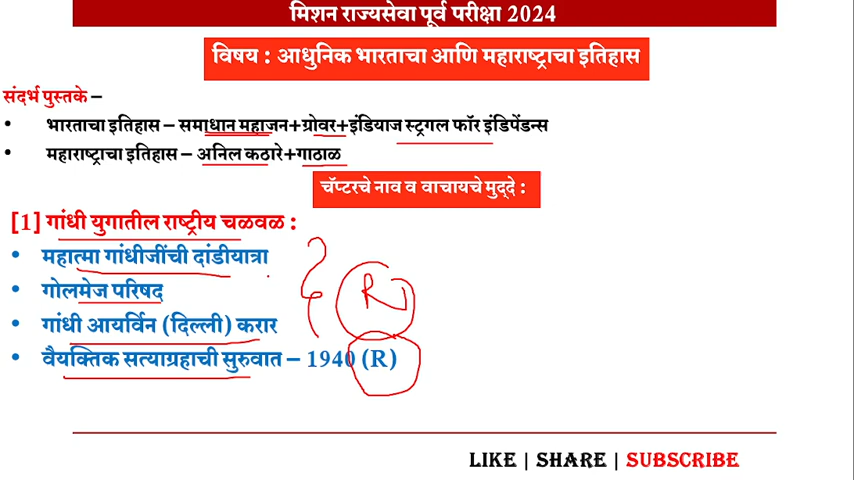 मिशन राज्यसेवा पूर्व परीक्षा 2024
विषय : आधुनिक भारताचा आणि महाराष्ट्राचा इतिहास
संदर्भ पुस्तके –
• भारताचा इतिहास – समाधान महाजन+ग्रोवर+इंडियाज स्ट्रगल फॉर इंडिपेंडन्स
• महाराष्ट्राचा इतिहास – अनिल कठारे+गाठाळ
चॅप्टरचे नाव व वाचायचे मुद्दे :
[1] गांधी युगातील राष्ट्रीय चळवळ :
• महात्मा गांधीजींची दांडीयात्रा
• गोलमेज परिषद
R
• गांधी आयर्विन (दिल्ली) करार
• वैयक्तिक सत्याग्रहाची सुरुवात – 1940 (R)
LIKE | SHARE | SUBSCRIBE